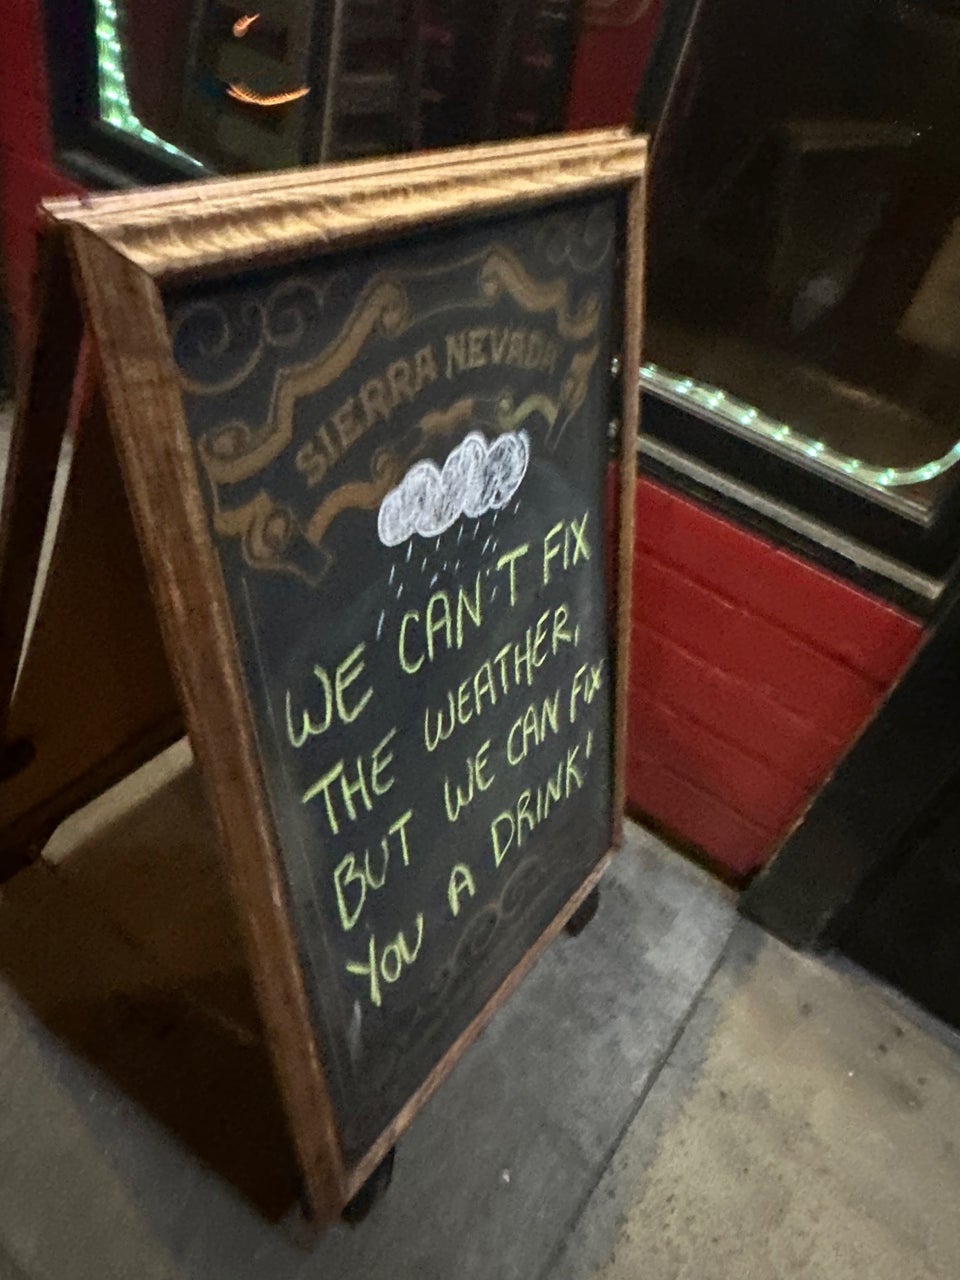 SIERRA NEVADA
WE CAN'T FIX
THE WEATHER,
BUT WE CAN FIX
YOU A DRINK!